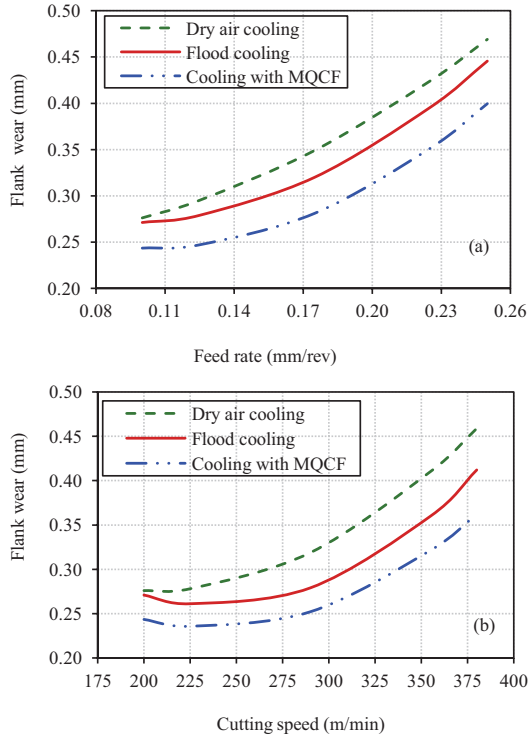 0.50
0.45
0.40
0.35
0.30
0.25
0.20
Flank wear (mm)
Dry air cooling
Flood cooling
Cooling with MQCF
(a)
0.08 0.11 0.14 0.17 0.20 0.23 0.26
Feed rate (mm/rev)
0.50
0.45
0.40
0.35
0.30
0.25
0.20
Flank wear (mm)
Dry air cooling
Flood cooling
Cooling with MQCF
(b)
175 200 225 250 275 300 325 350 375 400
Cutting speed (m/min)